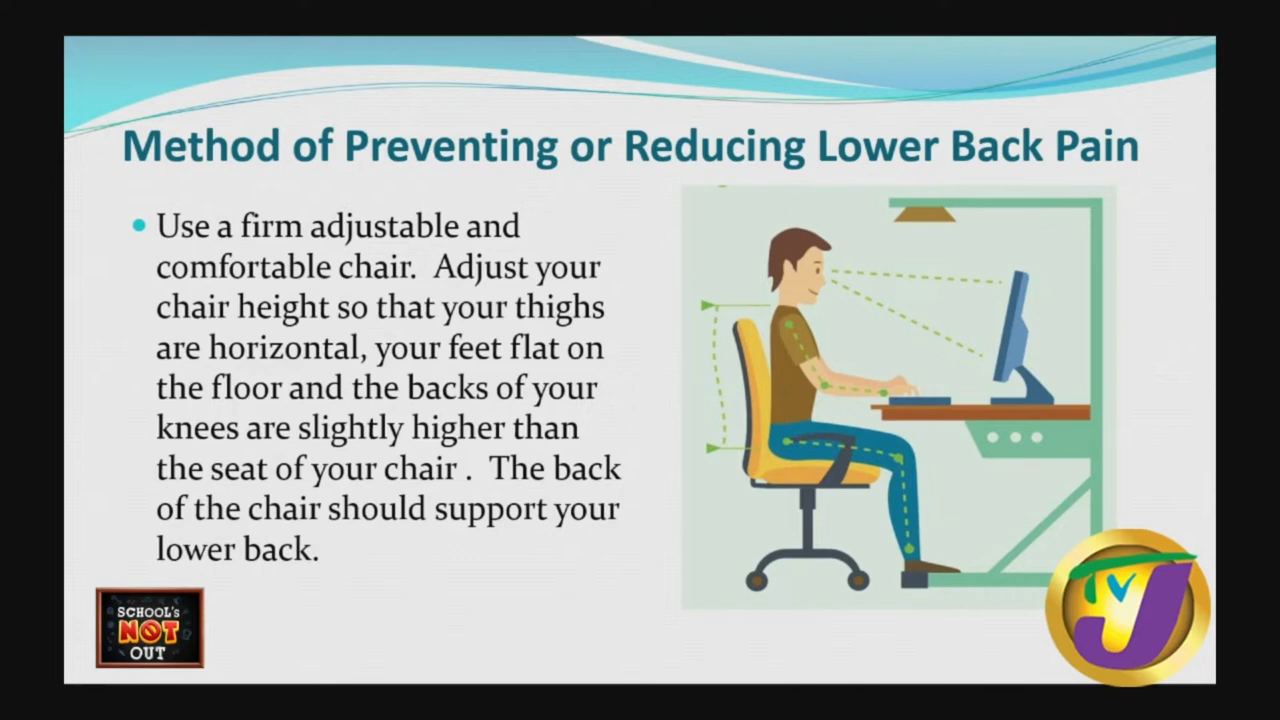 Method of Preventing or Reducing Lower Back Pain
Use a firm adjustable and
comfortable chair.  Adjust your
chair height so that your thighs
are horizontal, your feet flat on
the floor and the backs of your
knees are slightly higher than
the seat of your chair .  The back
of the chair should support your
lower back.
SCHOOL's
NOT
OUT
TVJ